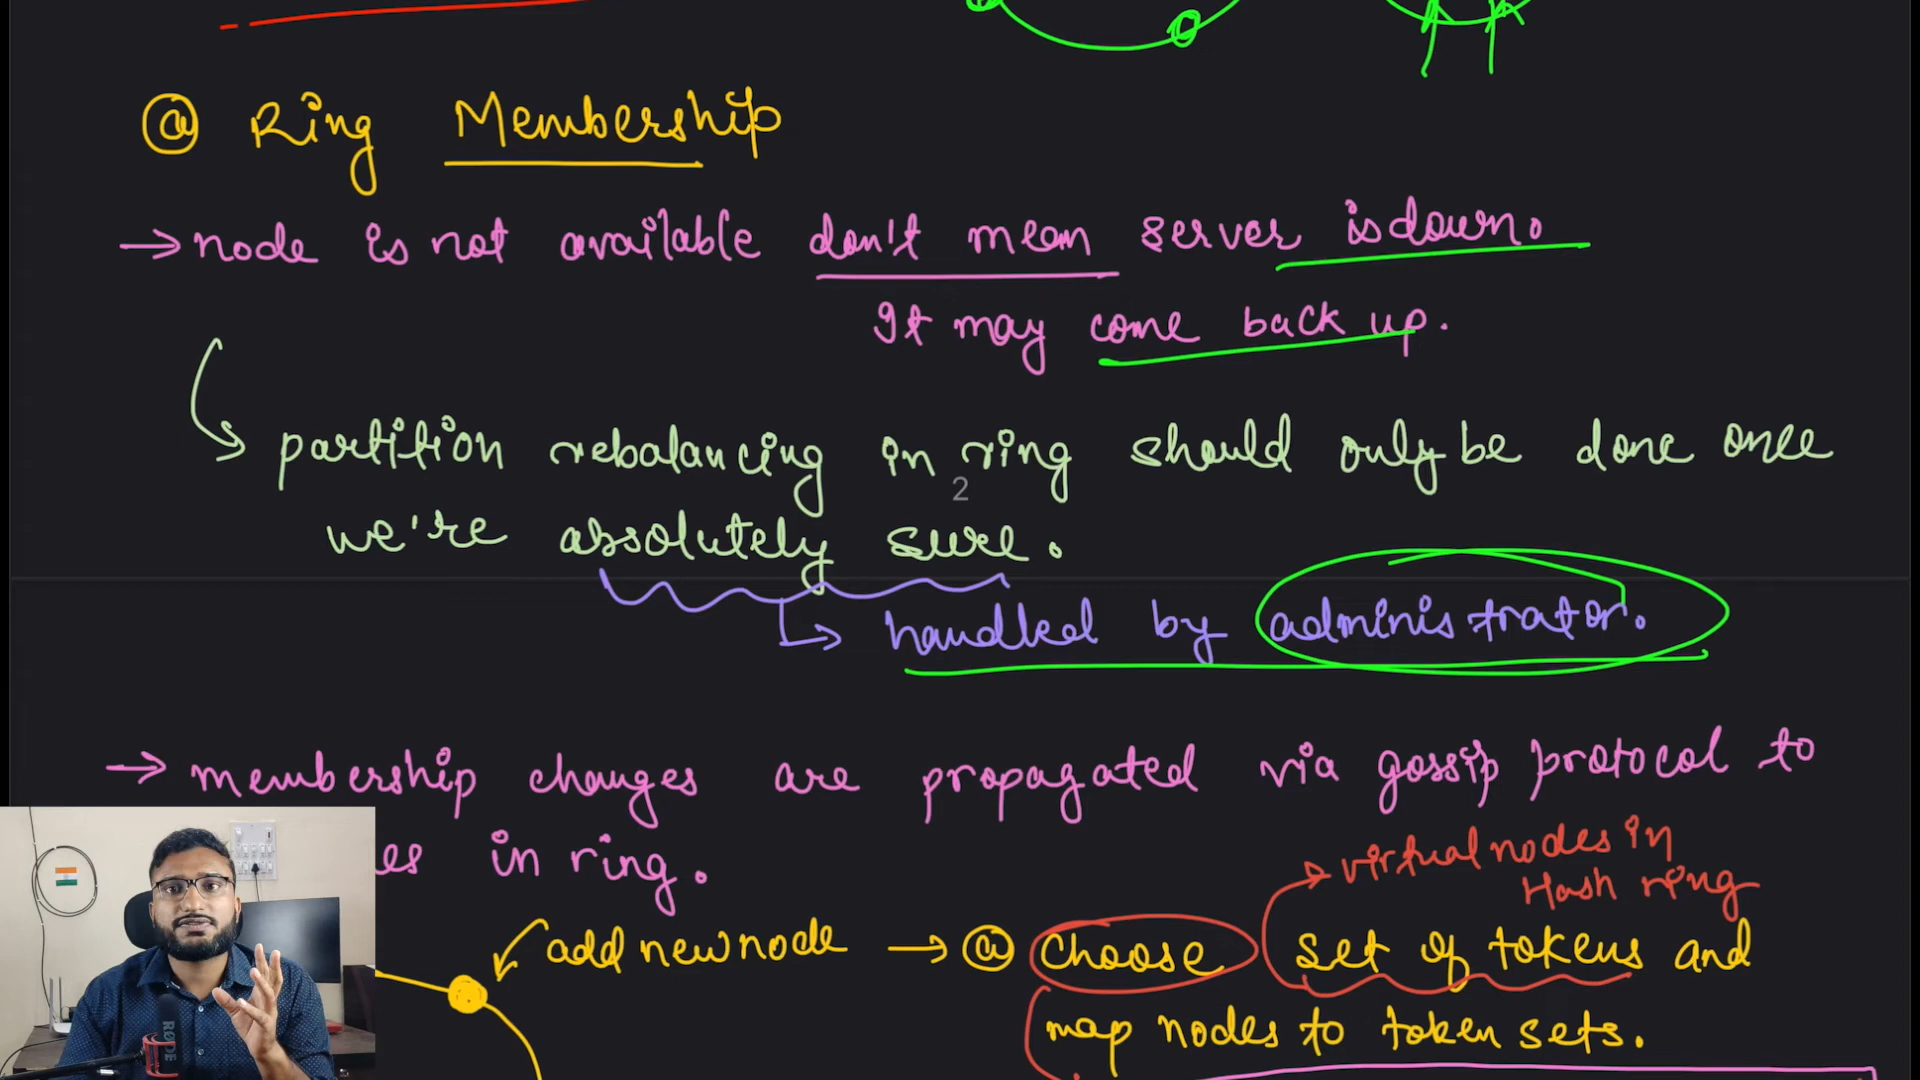 @ Ring Membership
→ node is not available don't mean server is down.
It may come back up.
partition rebalancing in ring should only be done once
2
we're absolutely sure.
handled by administrator.
→ membership changes are propagated via gossip protocol to
es in ring.
→ virtual nodes in
Hash ring
add new node → @ Choose set of tokens and
map nodes to token sets.
RODE